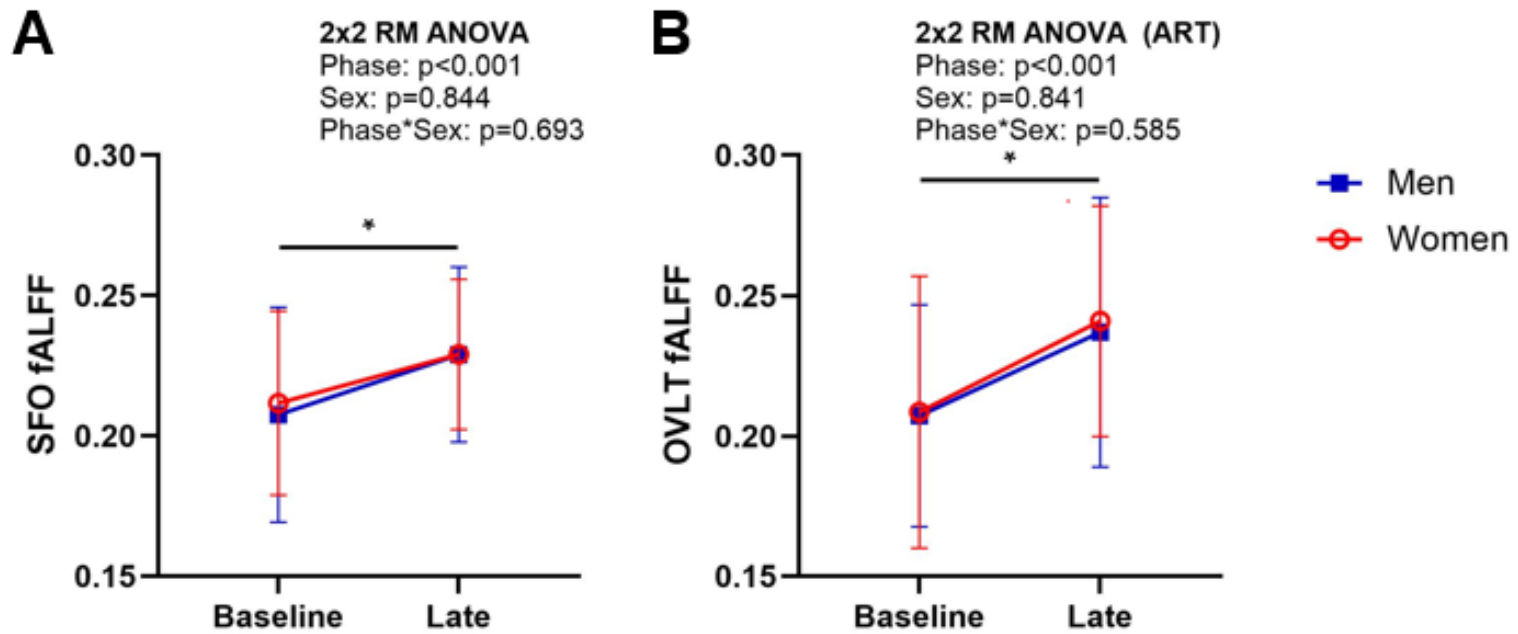 A
2x2 RM ANOVA
Phase: p<0.001
Sex: p=0.844
Phase*Sex: p=0.693
0.30
0.25
0.20
0.15
SFO fALFF
*
Baseline
Late
B
2x2 RM ANOVA (ART)
Phase: p<0.001
Sex: p=0.841
Phase*Sex: p=0.585
0.30
0.25
0.20
0.15
OVLT fALFF
*
Baseline
Late
Men
Women